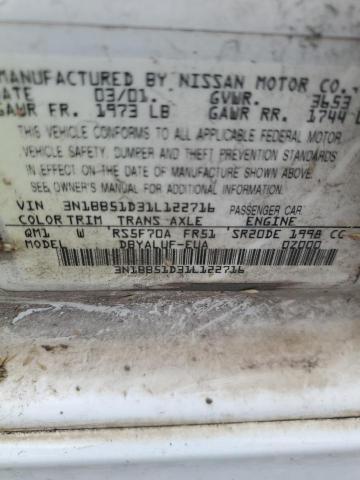 MANUFACTURED BY NISSAN MOTOR CO.,
DATE 03/01. GVWR. 3653
GAWR FR. 1973 LB GAWR RR. 1744 L
THIS VEHICLE CONFORMS TO ALL APPLICABLE FEDERAL MOTOR
VEHICLE SAFETY, BUMPER AND THEFT PREVENTION STANDARDS
IN EFFECT ON THE DATE OF MANUFACTURE SHOWN ABOVE.
SEE OWNER'S MANUAL FOR ADDITIONAL INFORMATION.
VIN 3N1BB51D31L122716 PASSENGER CAR
COLOR TRIM TRANS AXLE ENGINE
QM1 W RS5F70A FR51 SR20DE 1998 CC
MODEL DBYALUF-EUA 0Z000
3N1BB51D31L122716